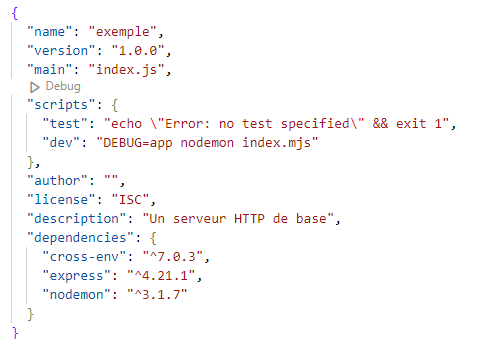 {
  "name": "exemple",
  "version": "1.0.0",
  "main": "index.js",
  Debug
  "scripts": {
    "test": "echo \"Error: no test specified\" && exit 1",
    "dev": "DEBUG=app nodemon index.mjs"
  },
  "author": "",
  "license": "ISC",
  "description": "Un serveur HTTP de base",
  "dependencies": {
    "cross-env": "^7.0.3",
    "express": "^4.21.1",
    "nodemon": "^3.1.7"
  }
}